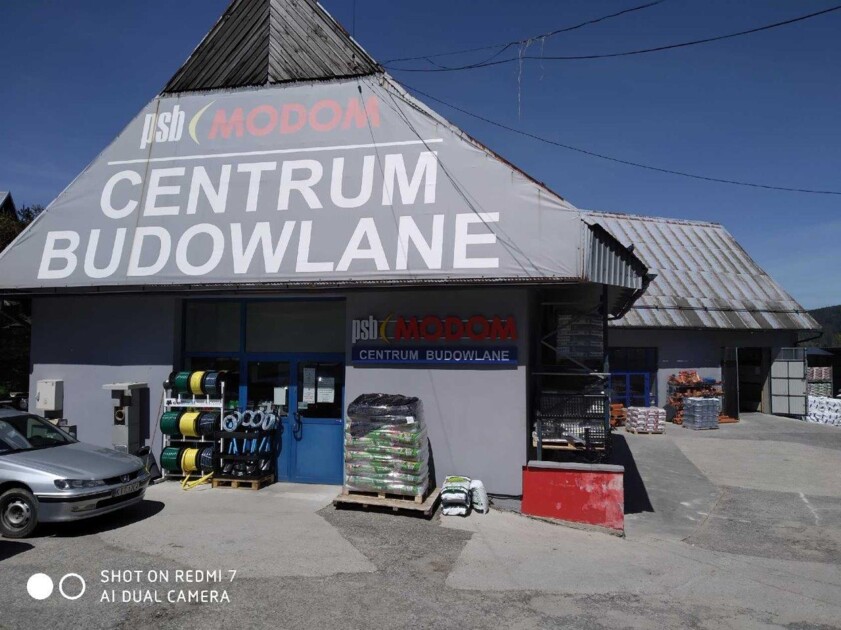 psb MODOM
CENTRUM
BUDOWLANE
psb MODOM
CENTRUM BUDOWLANE
SHOT ON REDMI 7
AI DUAL CAMERA